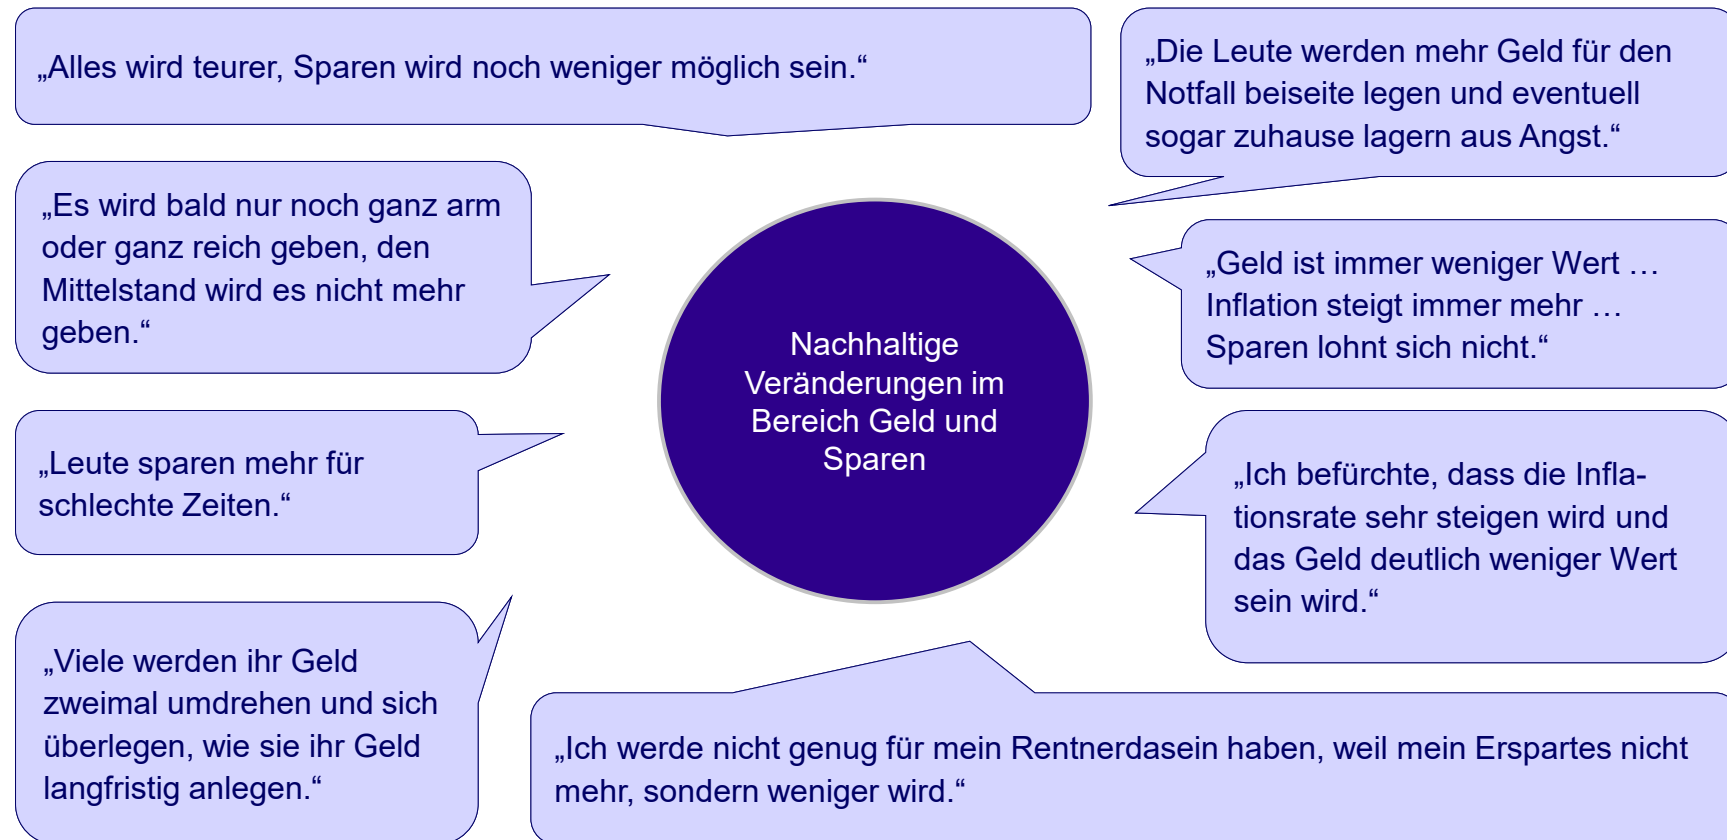 „Alles wird teurer, Sparen wird noch weniger möglich sein.“
„Die Leute werden mehr Geld für den
Notfall beiseite legen und eventuell
sogar zuhause lagern aus Angst.“
„Es wird bald nur noch ganz arm
oder ganz reich geben, den
Mittelstand wird es nicht mehr
geben.“
„Geld ist immer weniger Wert …
Inflation steigt immer mehr …
Sparen lohnt sich nicht.“
Nachhaltige
Veränderungen im
Bereich Geld und
Sparen
„Leute sparen mehr für
schlechte Zeiten.“
„Ich befürchte, dass die Infla-
tionsrate sehr steigen wird und
das Geld deutlich weniger Wert
sein wird.“
„Viele werden ihr Geld
zweimal umdrehen und sich
überlegen, wie sie ihr Geld
langfristig anlegen.“
„Ich werde nicht genug für mein Rentnerdasein haben, weil mein Erspartes nicht
mehr, sondern weniger wird.“